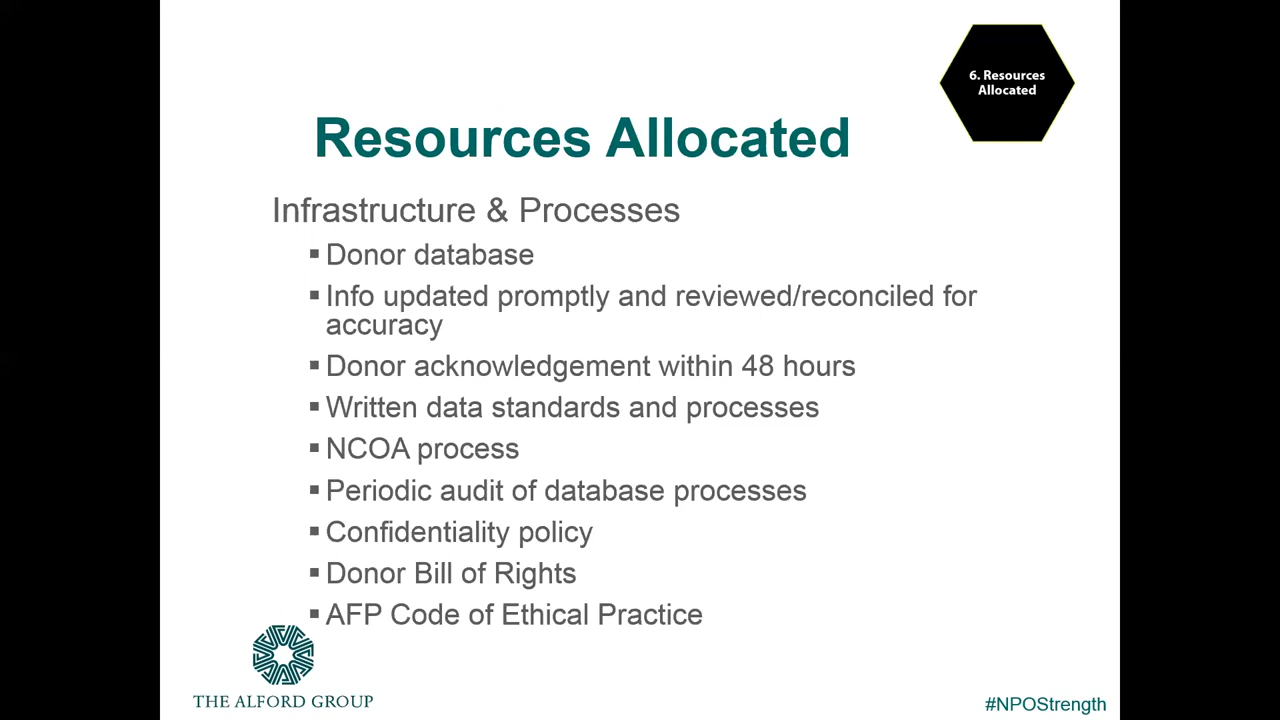 6. Resources
Allocated
Resources Allocated
Infrastructure & Processes
▪Donor database
▪Info updated promptly and reviewed/reconciled for
accuracy
▪Donor acknowledgement within 48 hours
▪Written data standards and processes
▪NCOA process
▪Periodic audit of database processes
▪Confidentiality policy
▪Donor Bill of Rights
▪AFP Code of Ethical Practice
THE ALFORD GROUP
#NPOStrength